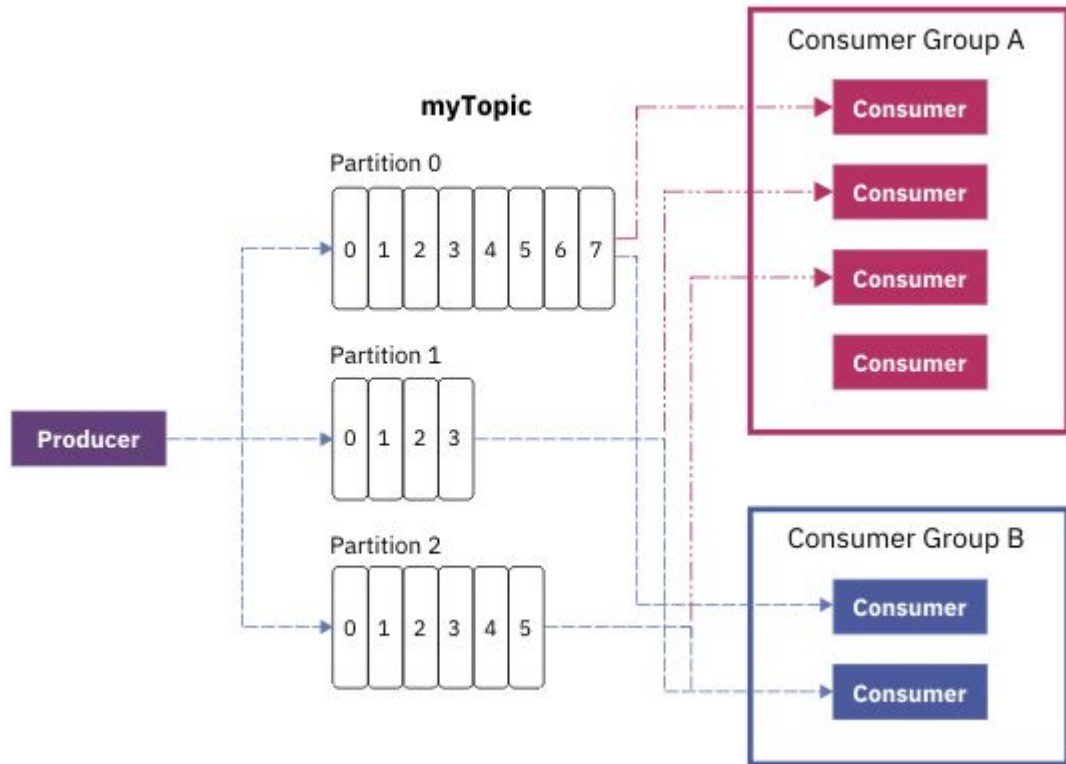 Consumer Group A
Consumer
Consumer
Consumer
Consumer
myTopic
Partition 0
0 1 2 3 4 5 6 7
Partition 1
0 1 2 3
Producer
Partition 2
0 1 2 3 4 5
Consumer Group B
Consumer
Consumer